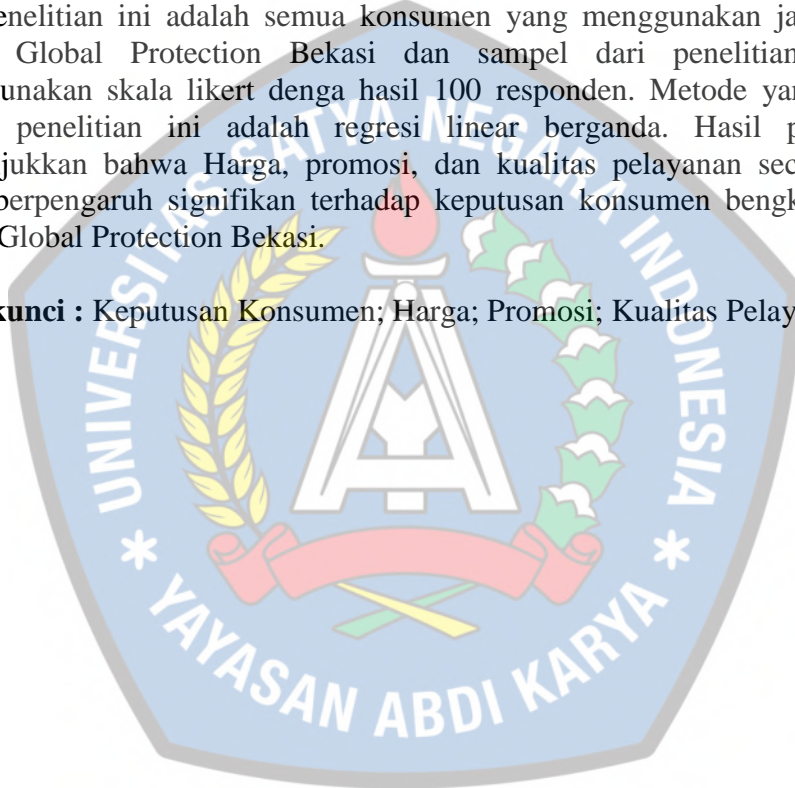 enelitian ini adalah semua konsumen yang menggunakan ja
Global Protection Bekasi dan sampel dari penelitian
unakan skala likert denga hasil 100 responden. Metode yan
penelitian ini adalah regresi linear berganda. Hasil p
jukkan bahwa Harga, promosi, dan kualitas pelayanan sec
berpengaruh signifikan terhadap keputusan konsumen bengk
Global Protection Bekasi.
kunci : Keputusan Konsumen; Harga; Promosi; Kualitas Pelay
UNIVERSITAS SATYA NEGARA INDONESIA
* YAYASAN ABDI KARYA *